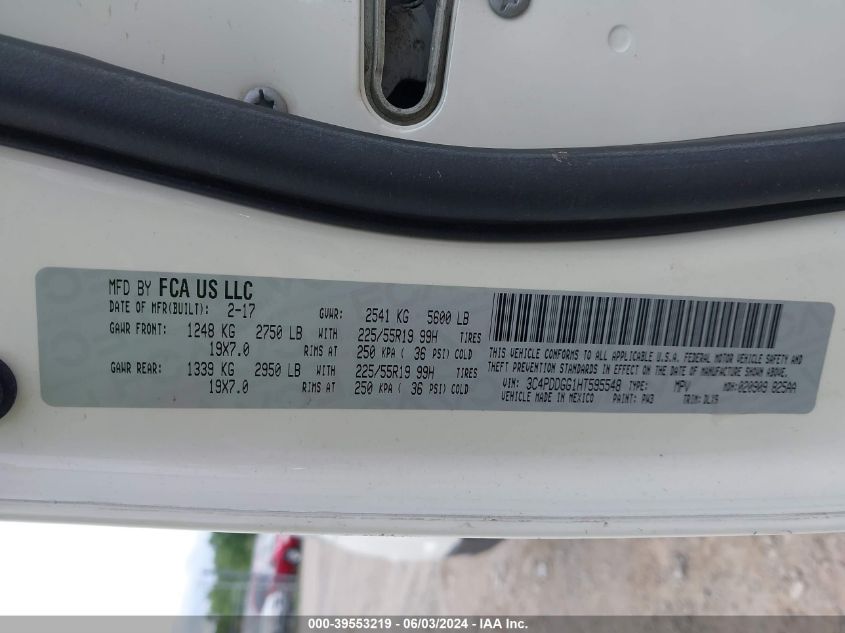 MFD BY FCA US LLC
DATE OF MFR(BUILT): 2-17 GVWR: 2541 KG 5600 LB
GAWR FRONT: 1248 KG 2750 LB WITH 225/55R19 99H TIRES
19X7.0 RIMS AT 250 KPA ( 36 PSI) COLD
GAWR REAR: 1339 KG 2950 LB WITH 225/55R19 99H TIRES
19X7.0 RIMS AT 250 KPA ( 36 PSI) COLD
THIS VEHICLE CONFORMS TO ALL APPLICABLE U.S.A. FEDERAL MOTOR VEHICLE SAFETY AND
THEFT PREVENTION STANDARDS IN EFFECT ON THE DATE OF MANUFACTURE SHOWN ABOVE.
VIN: 3C4PDDGG1HT595548 TYPE: MPV MDH: 020909 025AA
VEHICLE MADE IN MEXICO PAINT: PW3 TRIM: DLX9
000-39553219 - 06/03/2024 - IAA Inc.